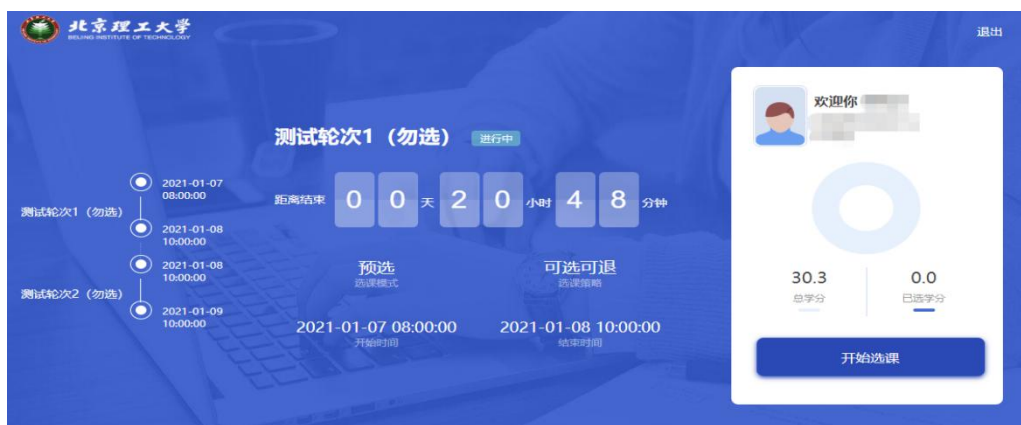 北京理工大学
BEIJING INSTITUTE OF TECHNOLOGY
退出
测试轮次1（勿选）
2021-01-07
08:00:00
2021-01-08
10:00:00
测试轮次2（勿选）
2021-01-08
10:00:00
2021-01-09
10:00:00
测试轮次1（勿选） 进行中
距离结束 0 0 天 2 0 小时 4 8 分钟
预选 可选可退
选课模式 选课策略
2021-01-07 08:00:00 2021-01-08 10:00:00
开始时间 结束时间
欢迎你
30.3 0.0
总学分 已选学分
开始选课